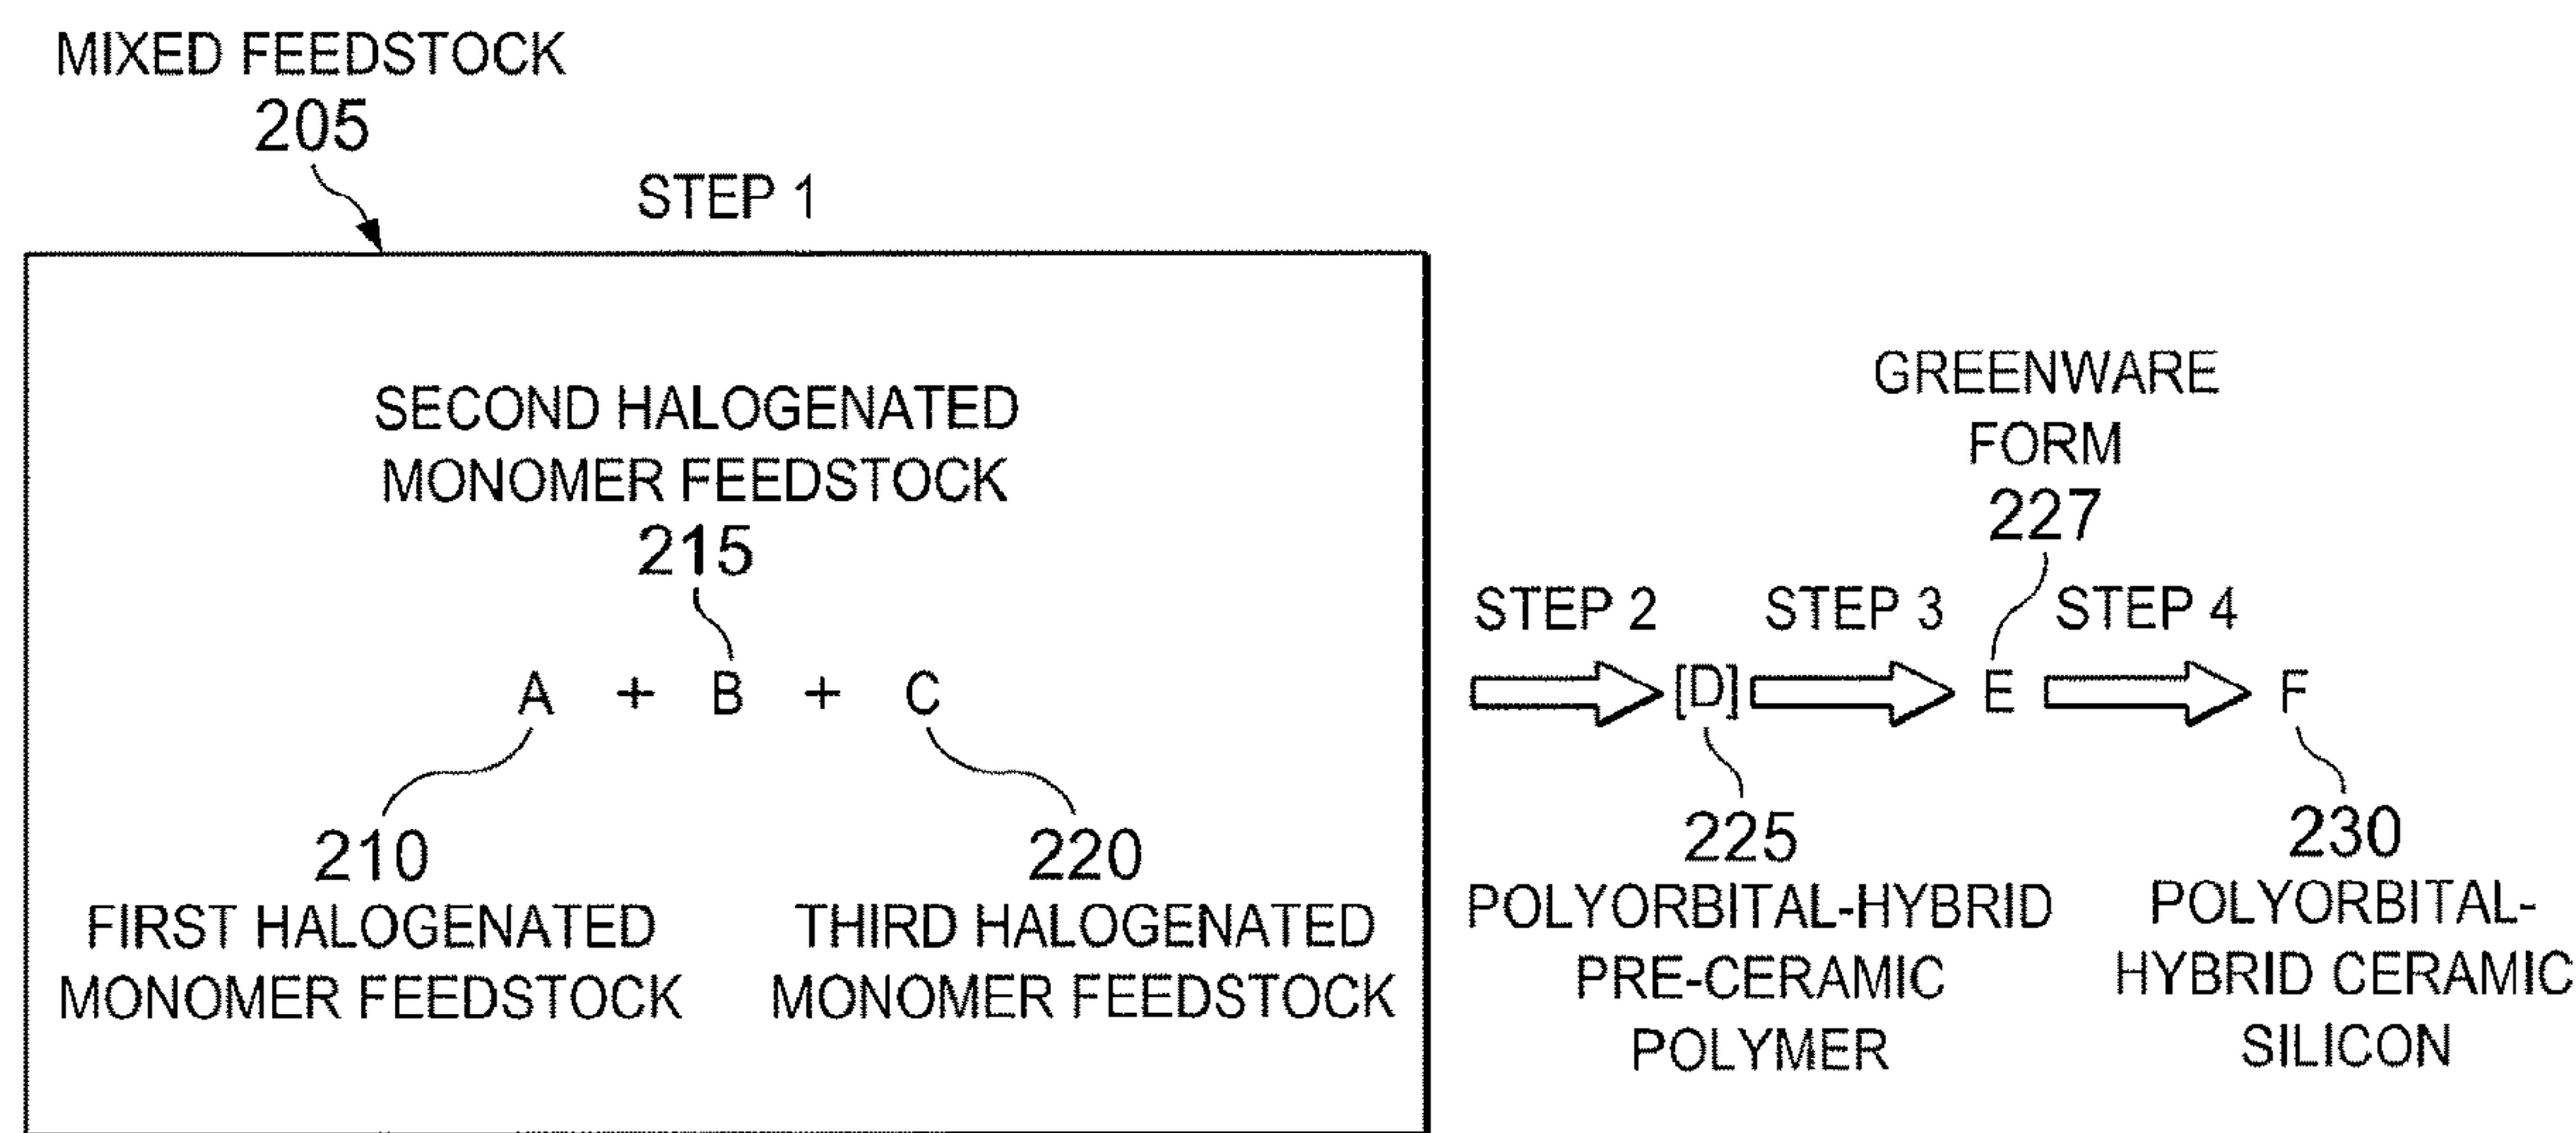 MIXED FEEDSTOCK
205
STEP 1
SECOND HALOGENATED
MONOMER FEEDSTOCK
215
A + B + C
210
FIRST HALOGENATED
MONOMER FEEDSTOCK
220
THIRD HALOGENATED
MONOMER FEEDSTOCK
STEP 2
[D]
225
POLYORBITAL-HYBRID
PRE-CERAMIC
POLYMER
STEP 3
GREENWARE
FORM
227
E
STEP 4
F
230
POLYORBITAL-
HYBRID CERAMIC
SILICON